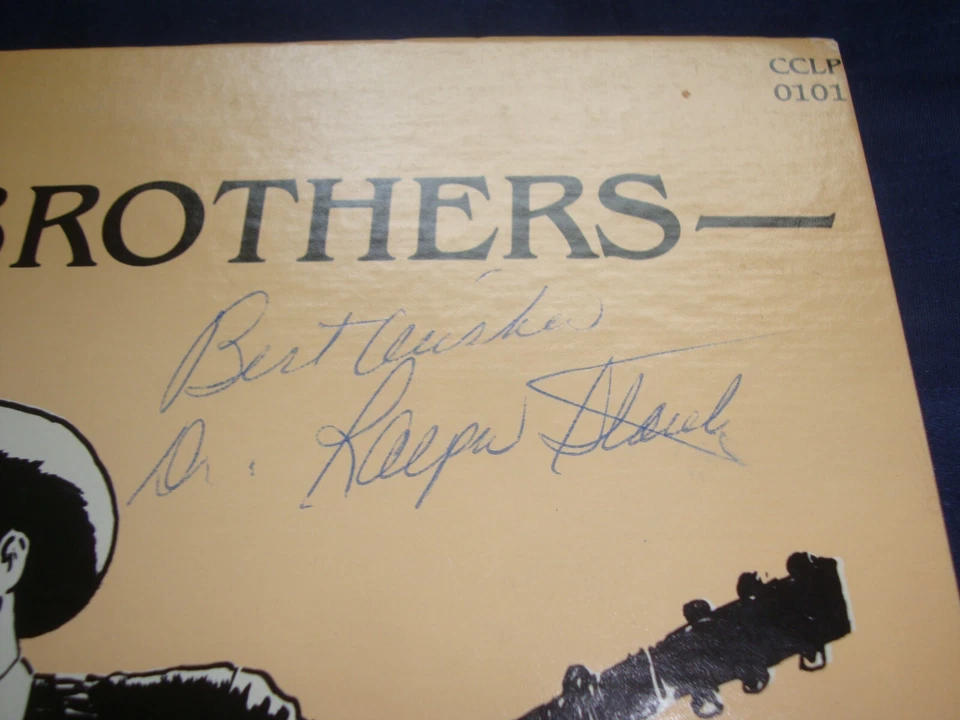 CCLP
0101
BROTHERS—
Best wishes
Dr. Ralph Stanley